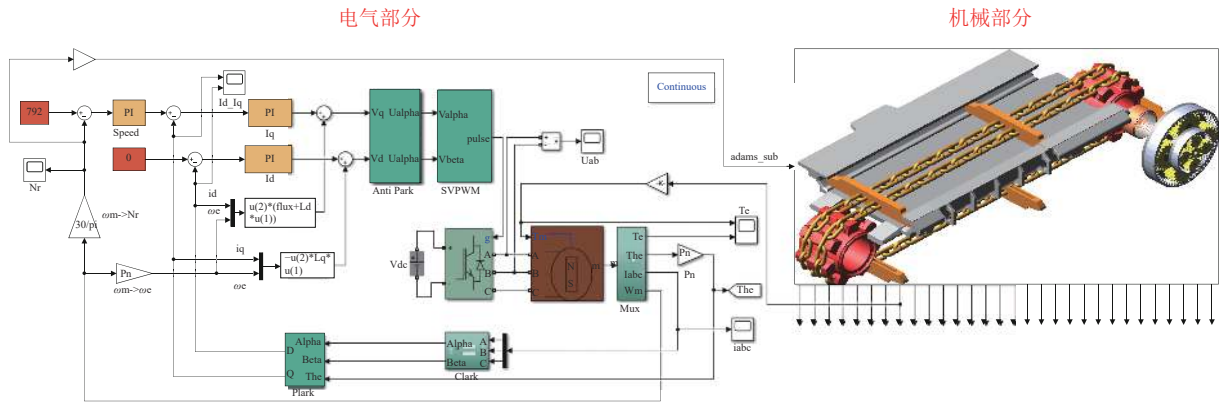 电气部分
机械部分
792
PI
Speed
Id_Iq
PI
Iq
Vq Ualpha
Vd Ualpha
Anti Park
Valpha
pulse
Vbeta
SVPWM
Continuous
Uab
adams_sub
0
PI
Id
Nr
id
ωe
u(2)*(flux+Ld
*u(1))
30/pi
ωm->Nr
iq
ωe
−u(2)*Lq*
u(1)
Pn
ωm->ωe
Vdc
+
g
A
B
C
A
B
C
N
S
m
Te
The
Iabc
Wm
Mux
Pn
Pn
-K-
Te
The
iabc
Alpha
Beta
The
D
Q
Plark
Alpha
Beta
A
B
C
Clark